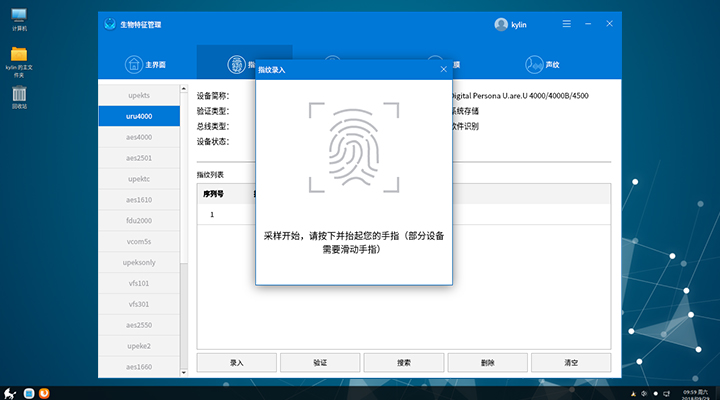 计算机
kylin 的主文
件夹
回收站
生物特征管理
kylin
主界面
声纹
指纹录入
采样开始，请按下并抬起您的手指（部分设备
需要滑动手指）
upekts
uru4000
aes4000
aes2501
upektc
aes1610
fdu2000
vcom5s
upeksonly
vfs101
vfs301
aes2550
upeke2
aes1660
设备简称：
Digital Persona U.are.U 4000/4000B/4500
验证类型：
系统存储
总线类型：
软件识别
设备状态：
指纹列表
序列号
1
录入
验证
搜索
删除
清空
09:59 周六
2018/09/29